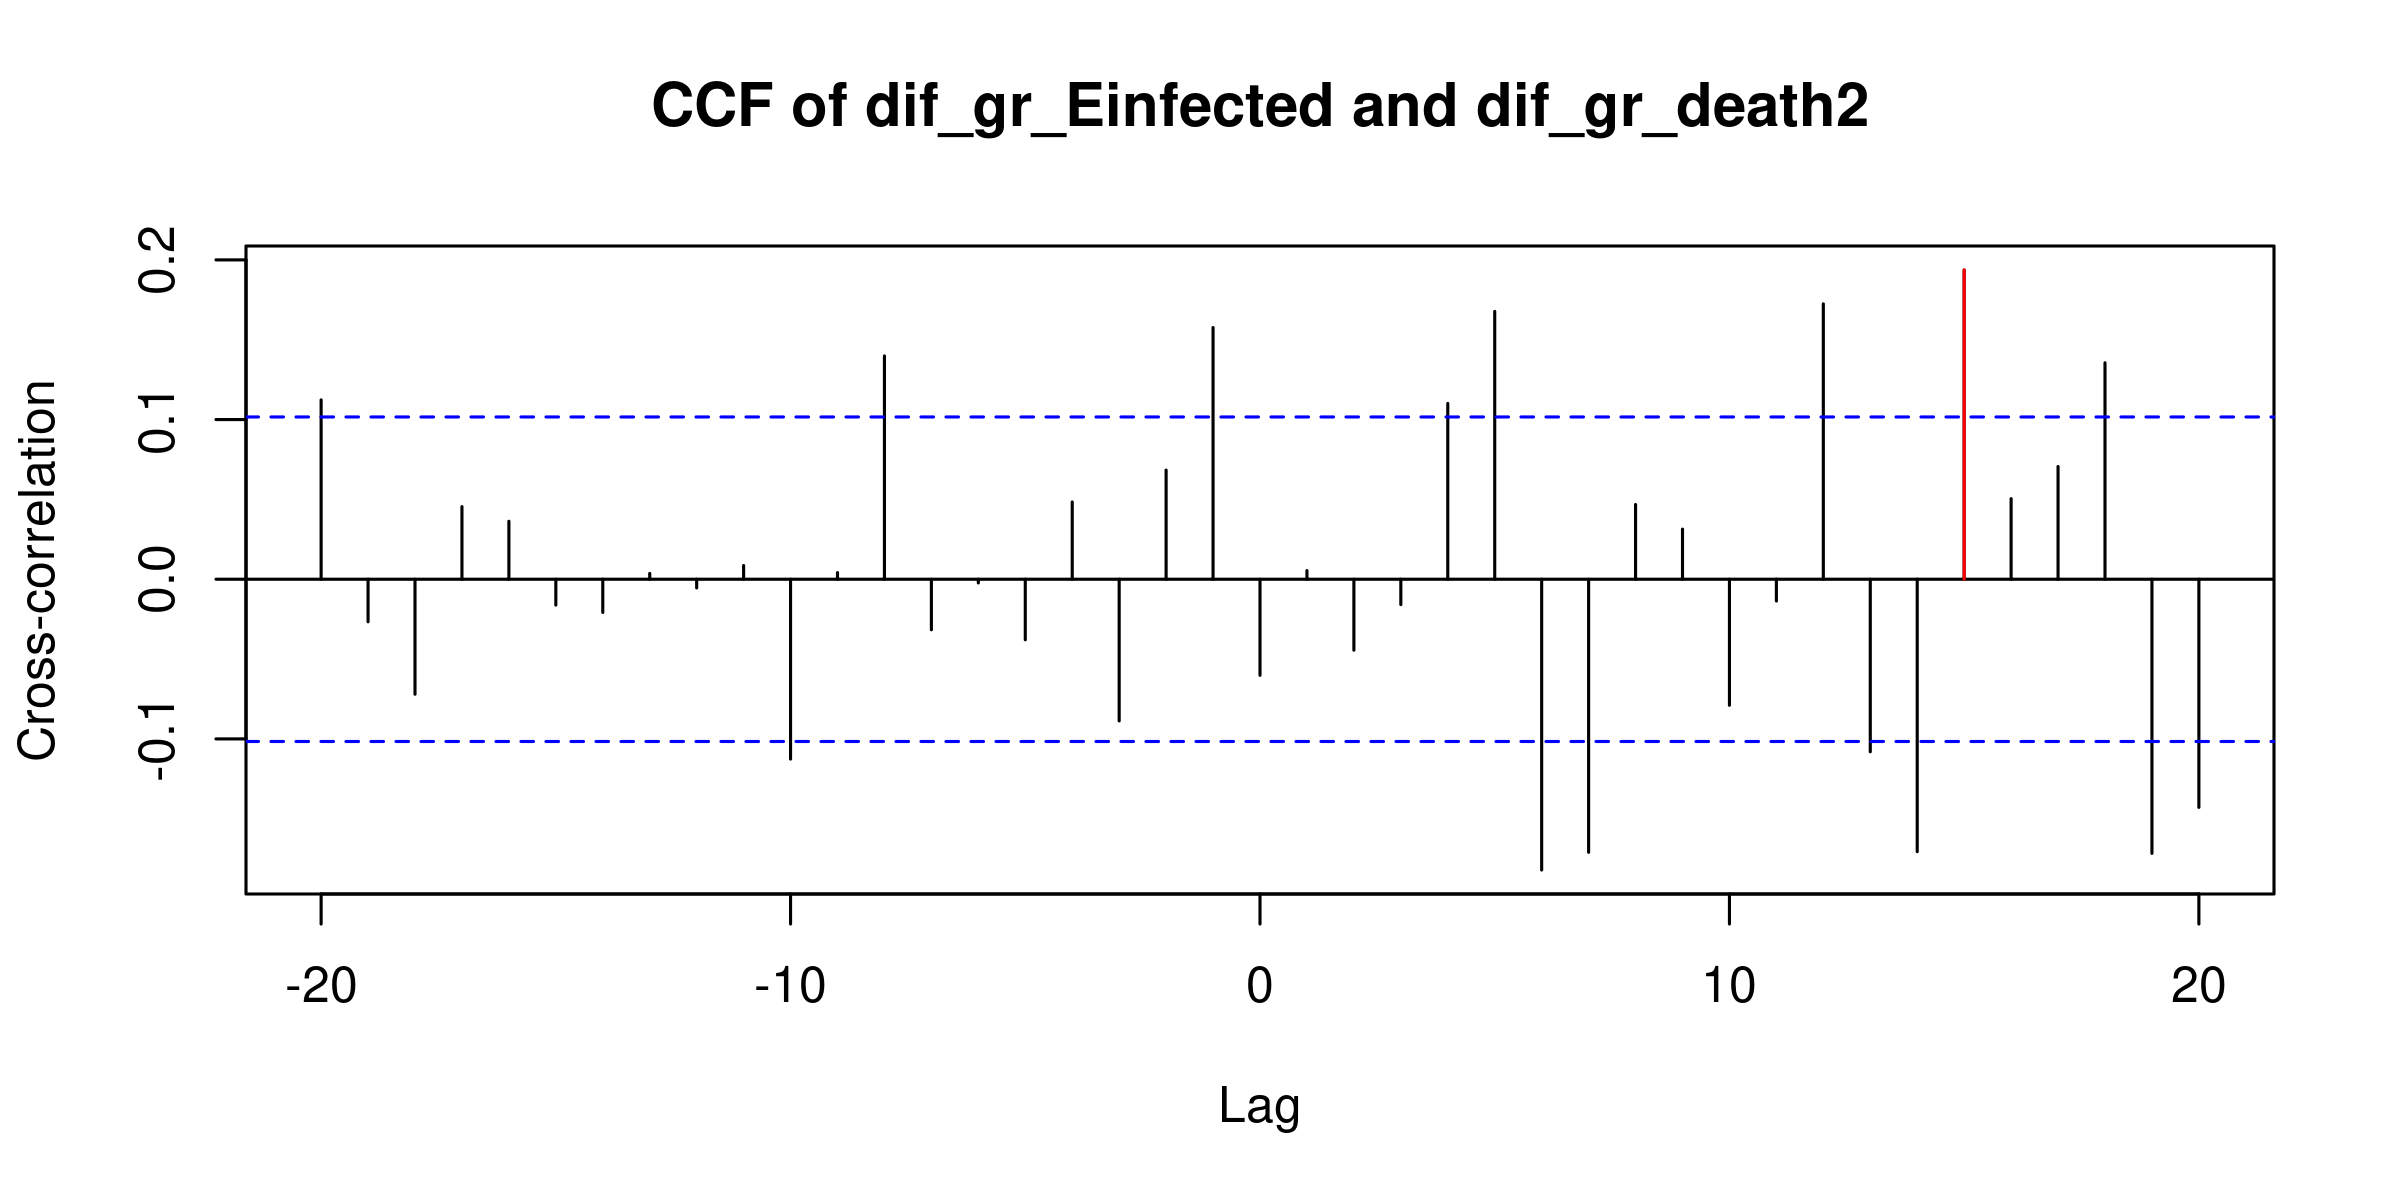 CCF of dif_gr_Einfected and dif_gr_death2
Cross-correlation
0.2
0.1
0.0
-0.1
-20 -10 0 10 20
Lag